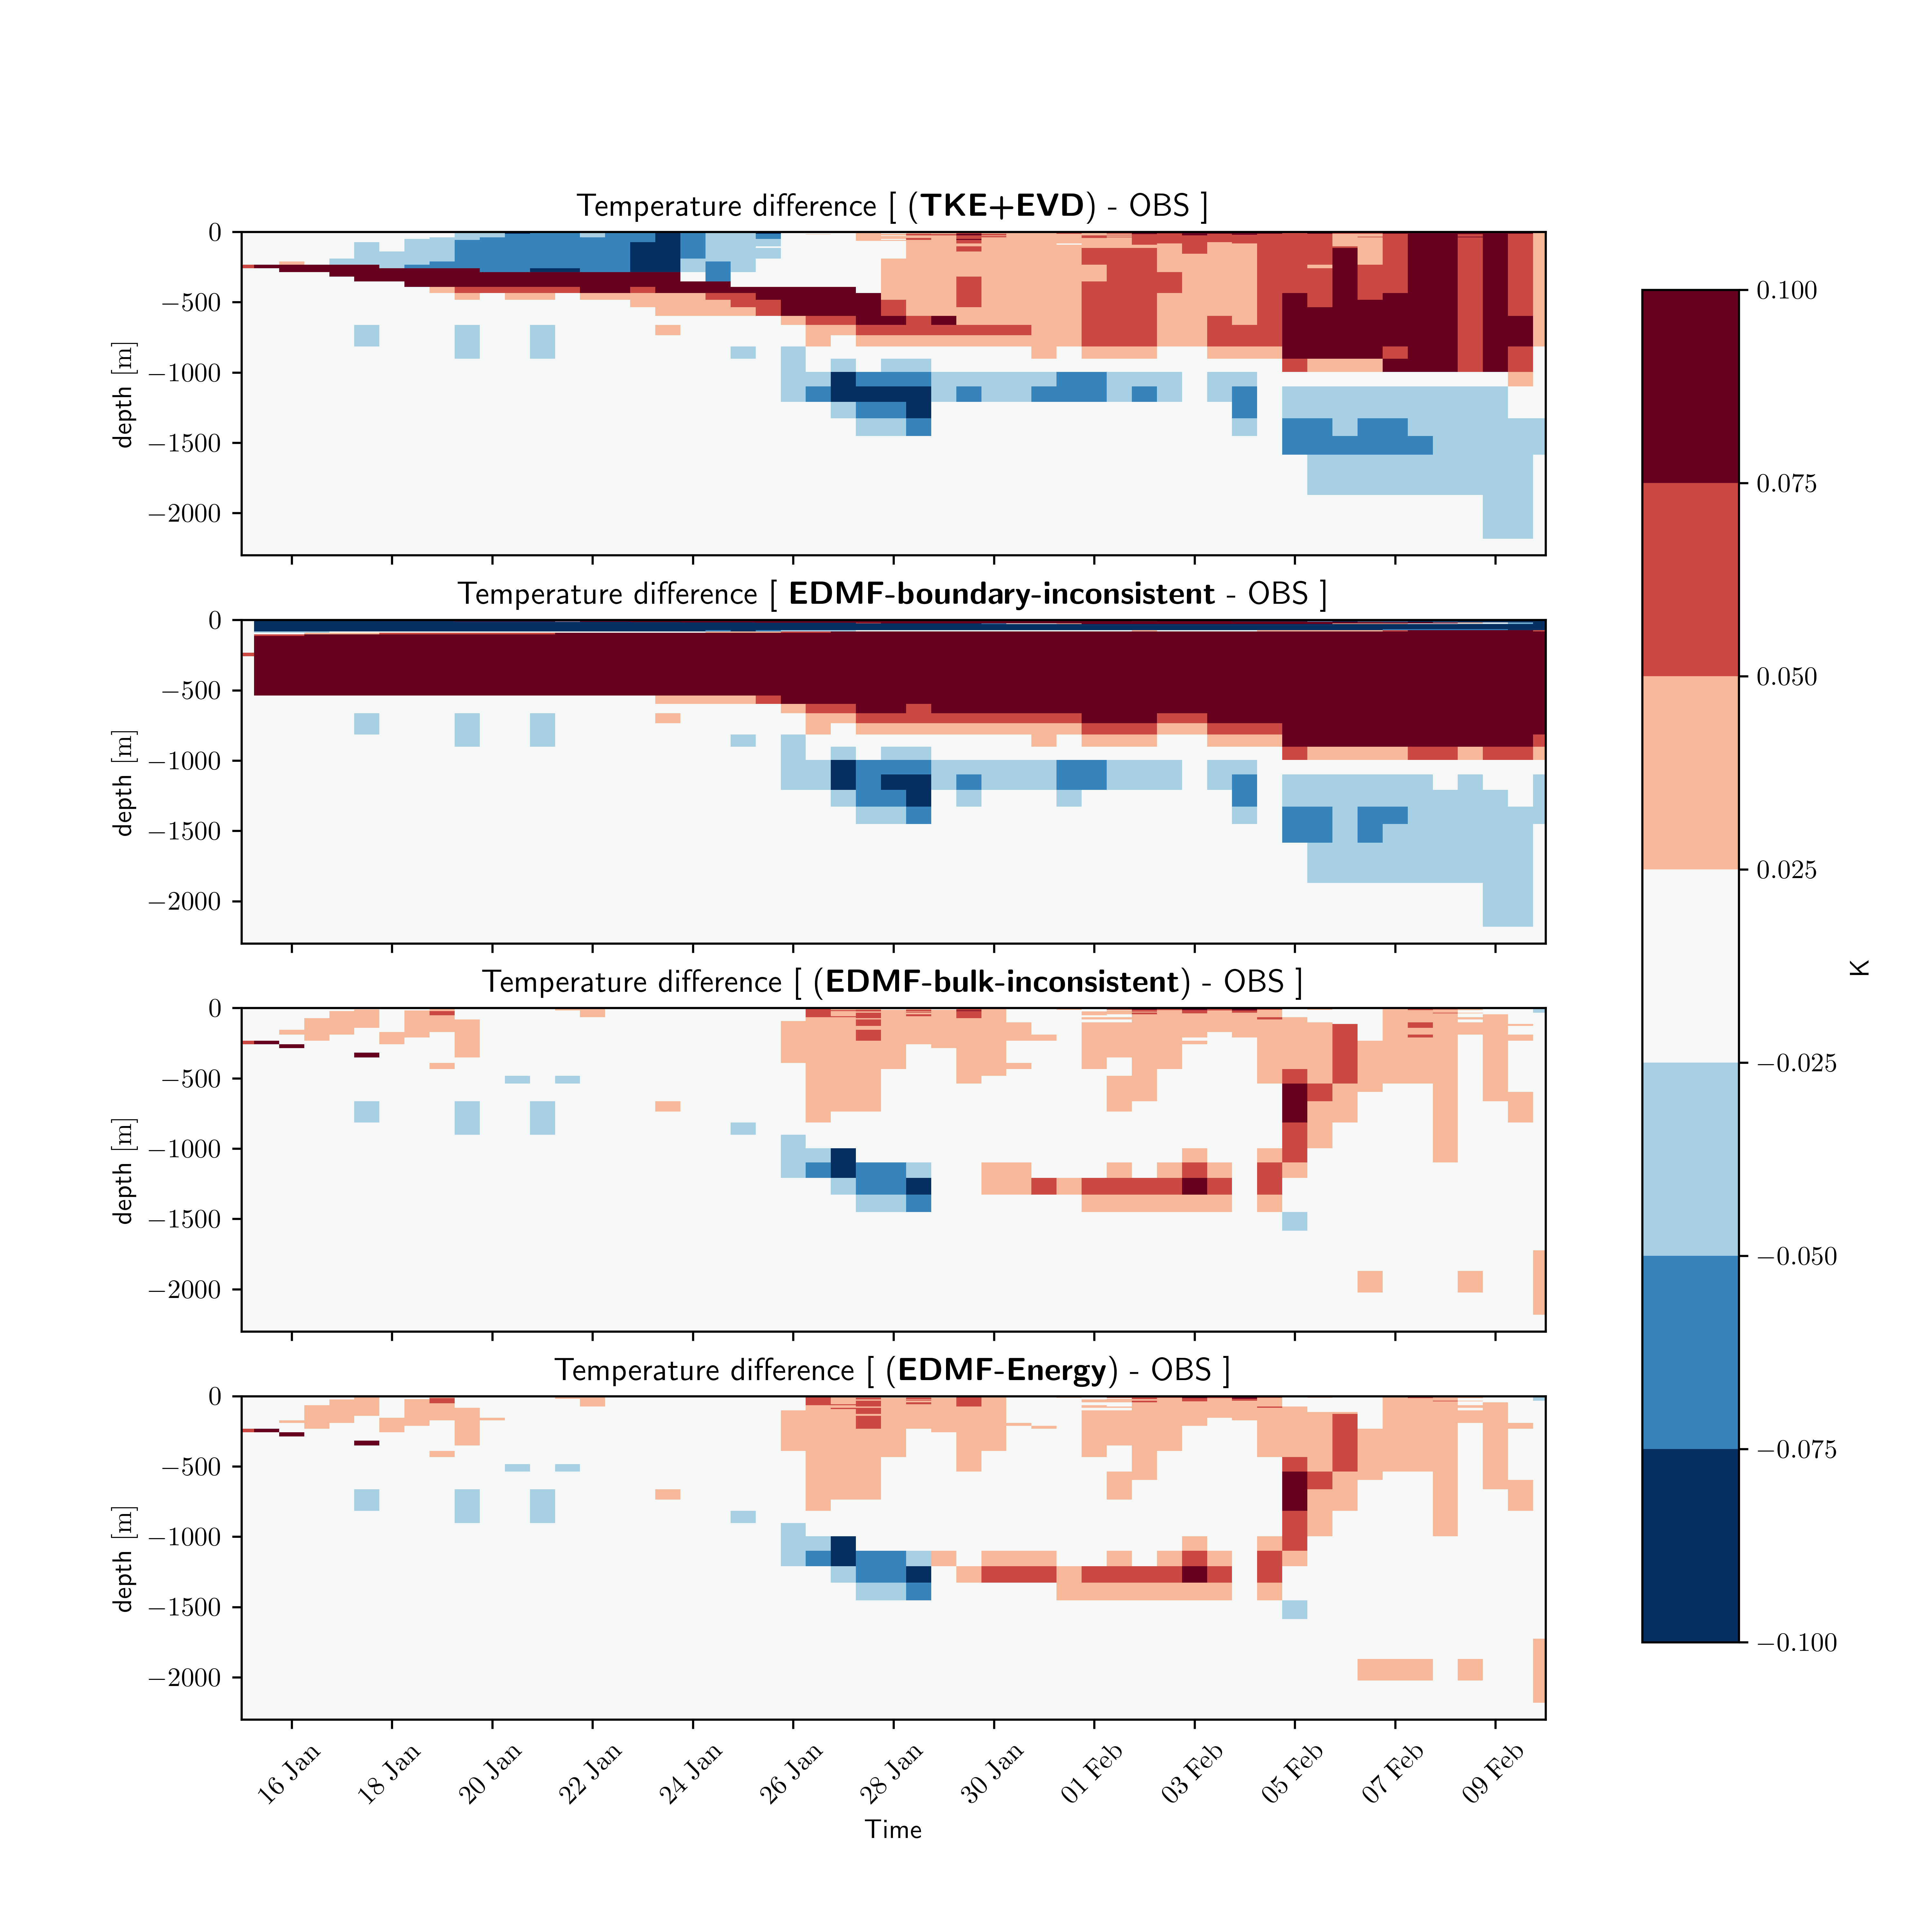 Temperature difference [ (TKE+EVD) - OBS ]
0
−500
−1000
−1500
−2000
depth [m]
Temperature difference [ EDMF-boundary-inconsistent - OBS ]
0
−500
−1000
−1500
−2000
depth [m]
Temperature difference [ (EDMF-bulk-inconsistent) - OBS ]
0
−500
−1000
−1500
−2000
depth [m]
Temperature difference [ (EDMF-Energy) - OBS ]
0
−500
−1000
−1500
−2000
depth [m]
16 Jan
18 Jan
20 Jan
22 Jan
24 Jan
26 Jan
28 Jan
30 Jan
01 Feb
03 Feb
05 Feb
07 Feb
09 Feb
Time
0.100
0.075
0.050
0.025
−0.025
−0.050
−0.075
−0.100
K